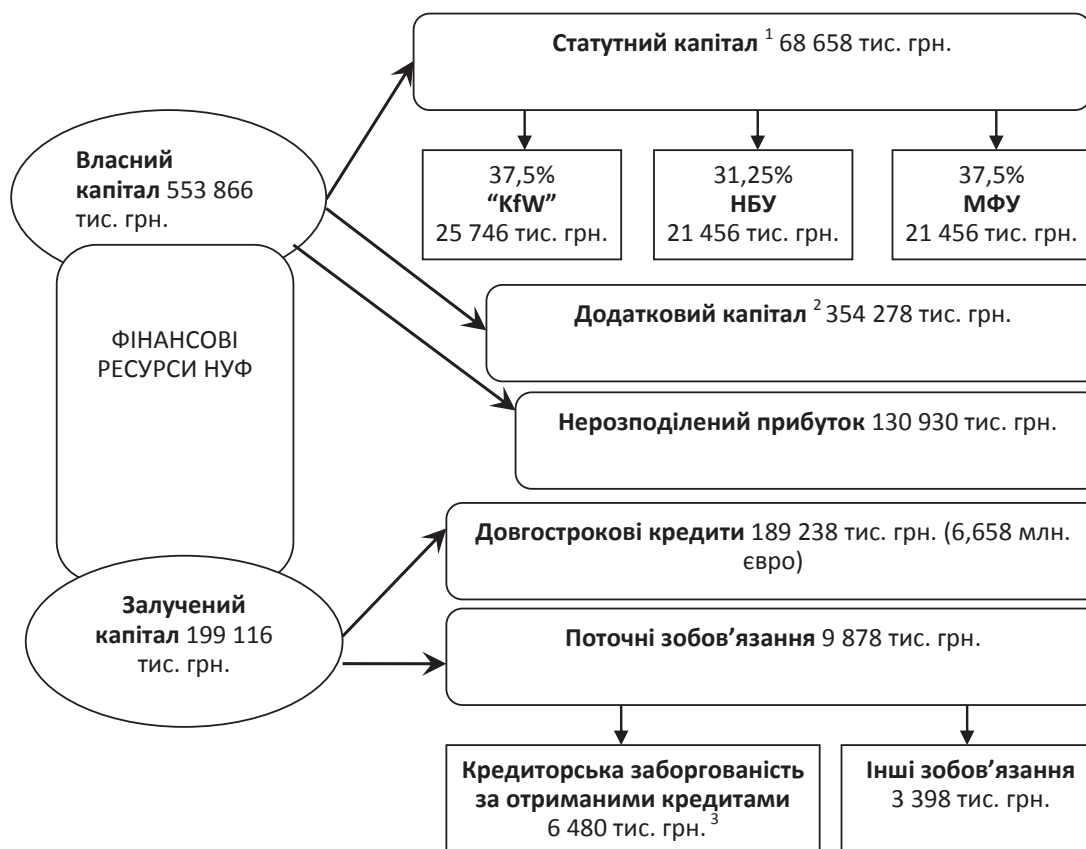 Статутний капітал ¹ 68 658 тис. грн.
Власний
капітал 553 866
тис. грн.
37,5%
“KfW”
25 746 тис. грн.
31,25%
НБУ
21 456 тис. грн.
37,5%
МФУ
21 456 тис. грн.
Додатковий капітал ² 354 278 тис. грн.
ФІНАНСОВІ
РЕСУРСИ НУФ
Нерозподілений прибуток 130 930 тис. грн.
Довгострокові кредити 189 238 тис. грн. (6,658 млн.
євро)
Залучений
капітал 199 116
тис. грн.
Поточні зобов’язання 9 878 тис. грн.
Кредиторська заборгованість
за отриманими кредитами
6 480 тис. грн. ³
Інші зобов’язання
3 398 тис. грн.